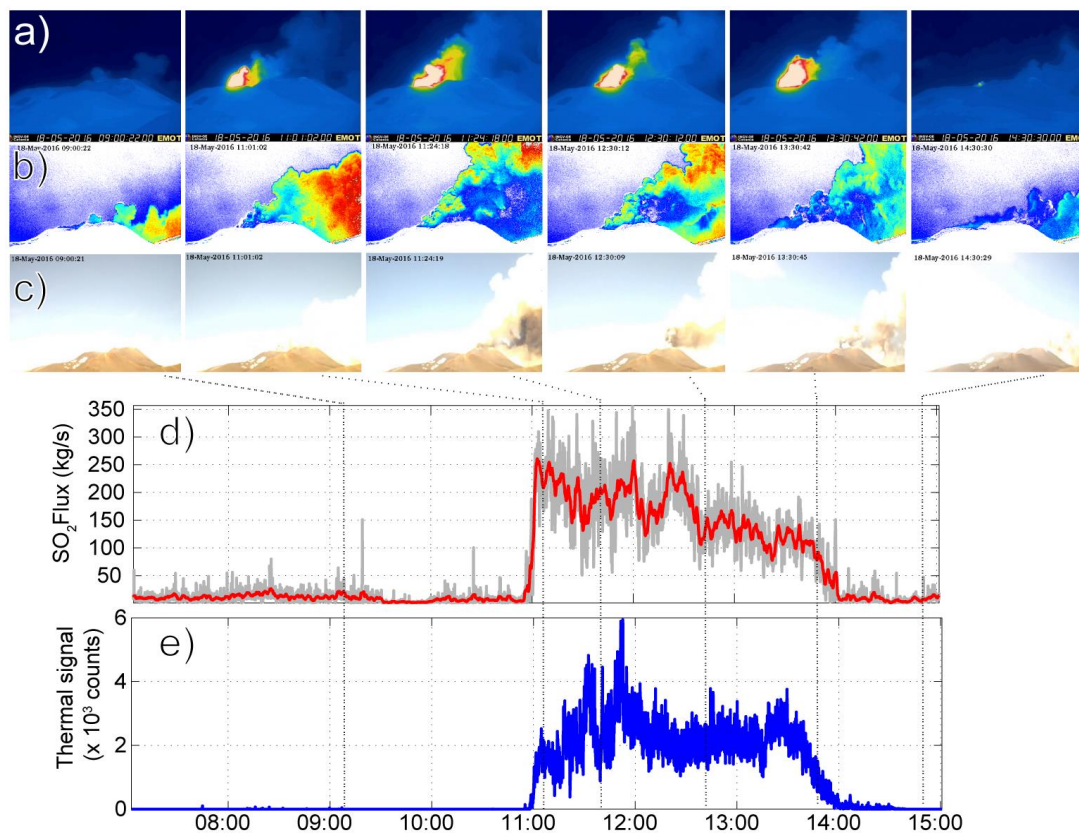 a)
18-05-2016 09:00:22.00 EMOT
18-05-2016 11:01:02.00 EMOT
18-05-2016 11:24:18.00 EMOT
18-05-2016 12:30:12.00 EMOT
18-05-2016 13:30:42.00 EMOT
18-05-2016 14:30:30.00 EMOT
b)
18-May-2016 09:00:22
18-May-2016 11:01:02
18-May-2016 11:24:18
18-May-2016 12:30:12
18-May-2016 13:30:42
18-May-2016 14:30:30
c)
18-May-2016 09:00:21
18-May-2016 11:01:02
18-May-2016 11:24:19
18-May-2016 12:30:09
18-May-2016 13:30:45
18-May-2016 14:30:29
d)
SO₂Flux (kg/s)
350
300
250
200
150
100
50
e)
Thermal signal
(x 10³ counts)
6
4
2
0
08:00 09:00 10:00 11:00 12:00 13:00 14:00 15:00